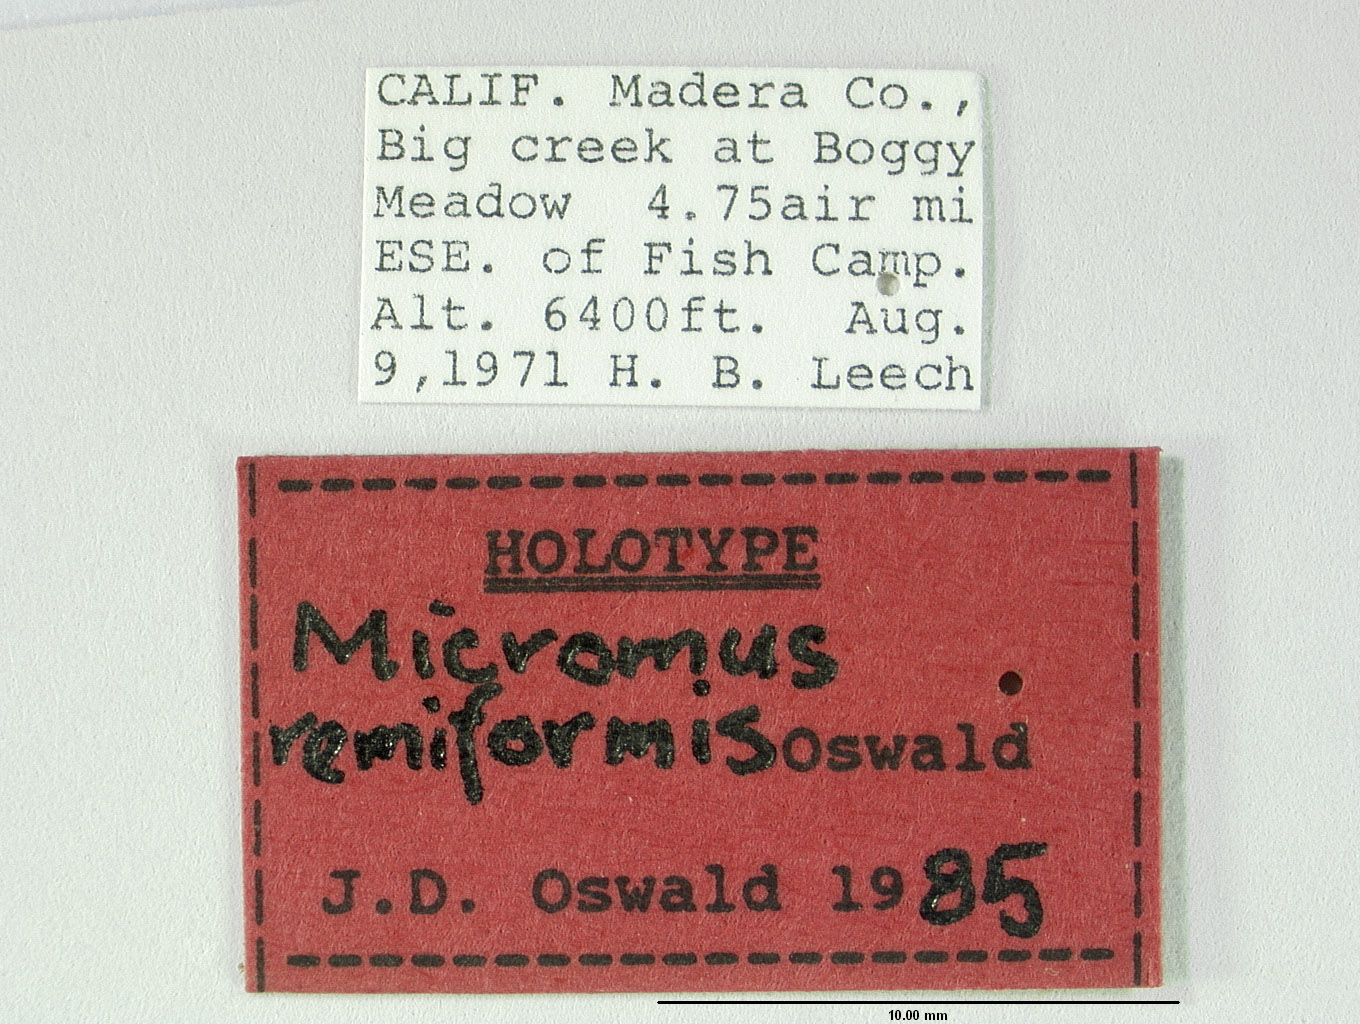 CALIF. Madera Co.,
Big creek at Boggy
Meadow 4.75air mi
ESE. of Fish Camp.
Alt. 6400ft. Aug.
9,1971 H. B. Leech
HOLOTYPE
Micromus
remiformis Oswald
J.D. Oswald 1985
10.00 mm